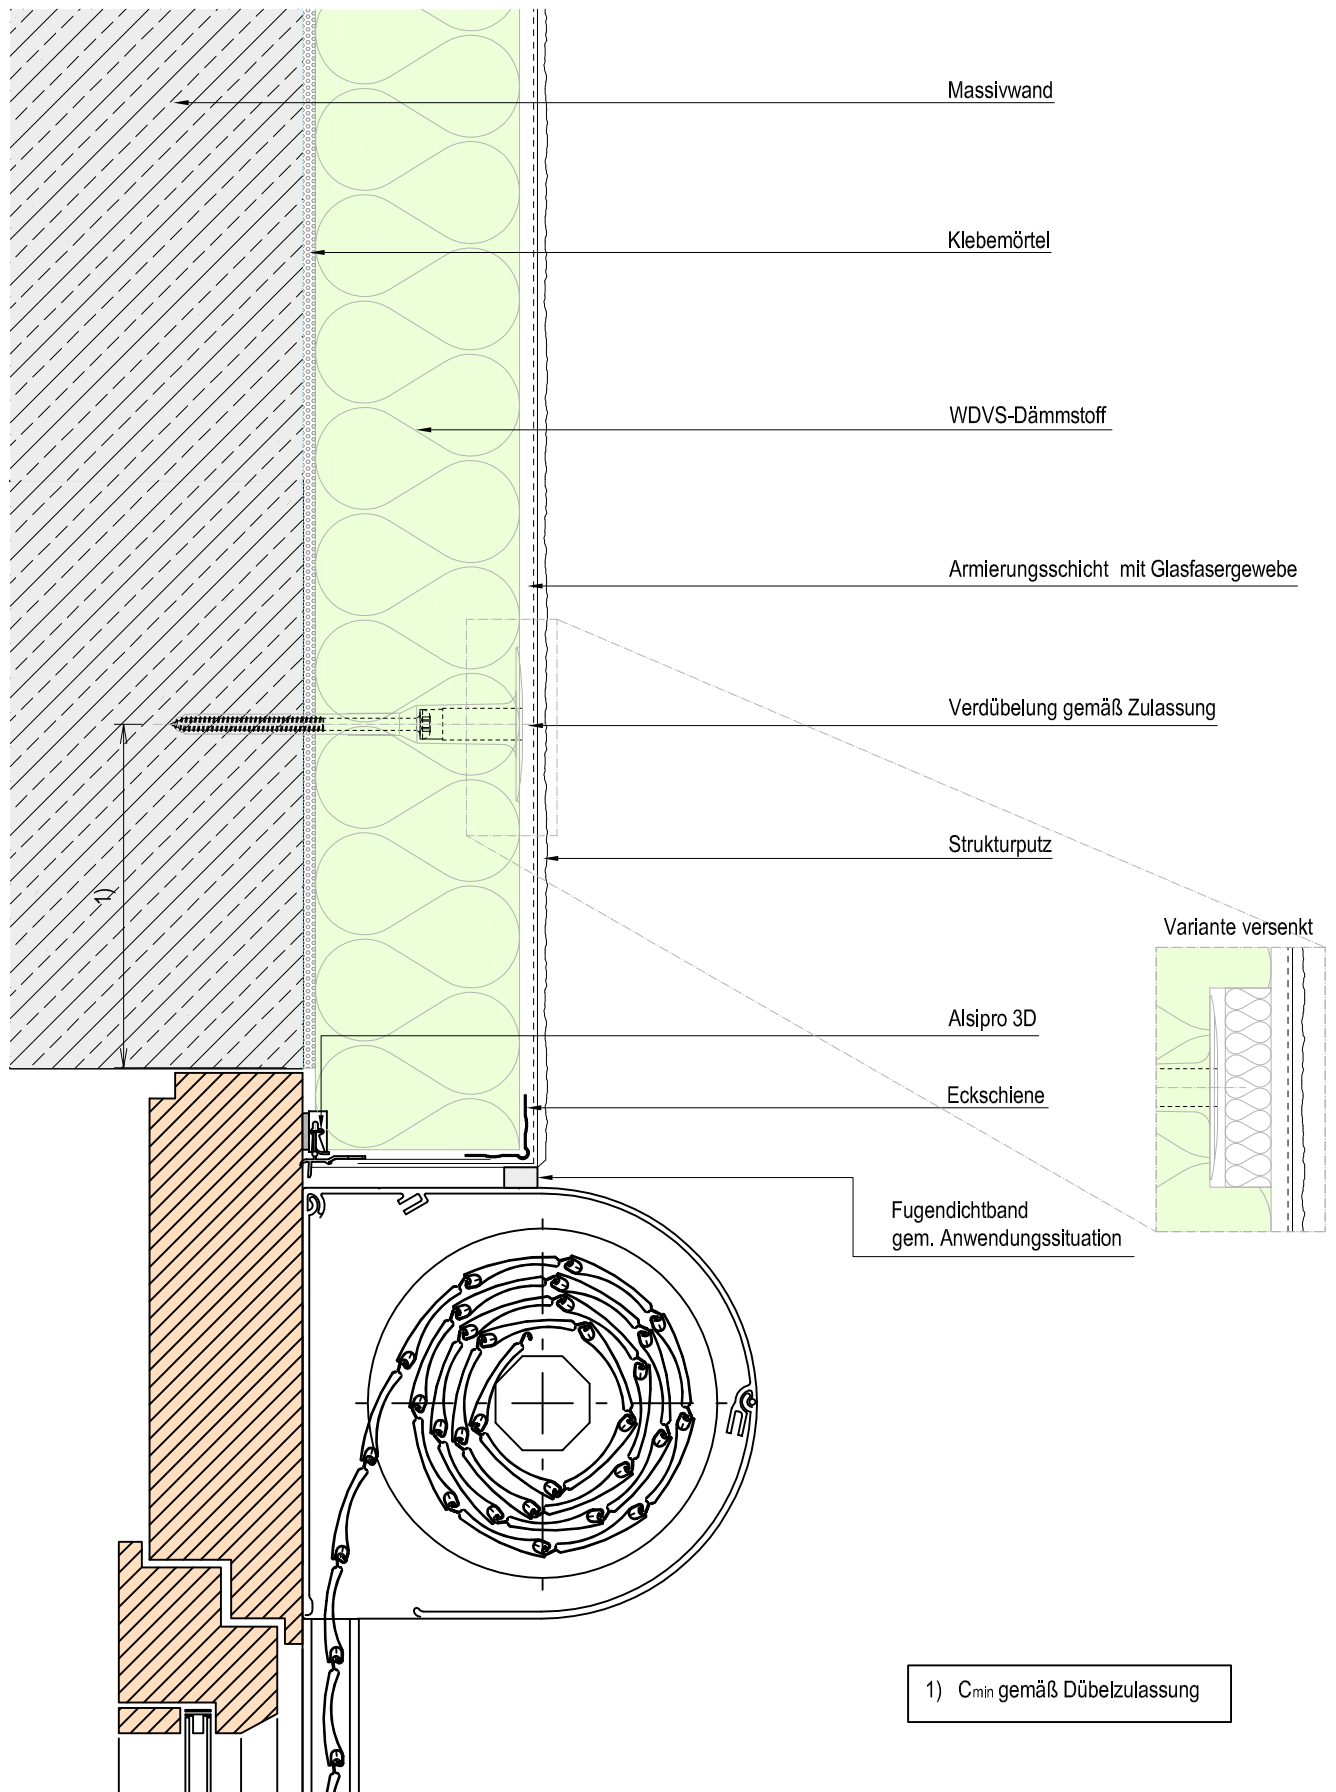 Massivwand
Klebemörtel
WDVS-Dämmstoff
Armierungsschicht mit Glasfasergewebe
Verdübelung gemäß Zulassung
Strukturputz
1)
Variante versenkt
Alsipro 3D
Eckschiene
Fugendichtband
gem. Anwendungssituation
1) Cmin gemäß Dübelzulassung